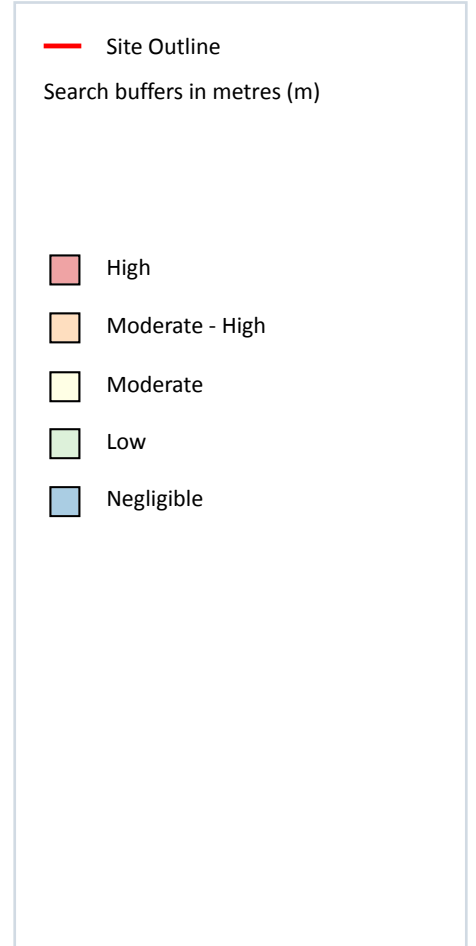 Site Outline
Search buffers in metres (m)
High
Moderate - High
Moderate
Low
Negligible